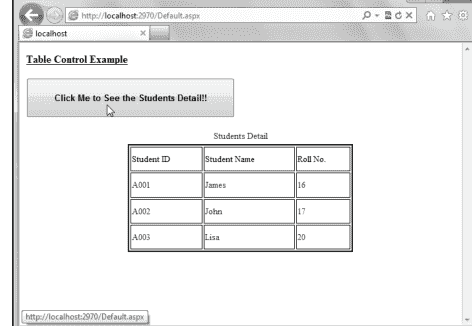 http://localhost:2970/Default.aspx
localhost
Table Control Example
Click Me to See the Students Detail!!
Students Detail
Student ID Student Name Roll No.
A001 James 16
A002 John 17
A003 Lisa 20
http://localhost:2970/Default.aspx